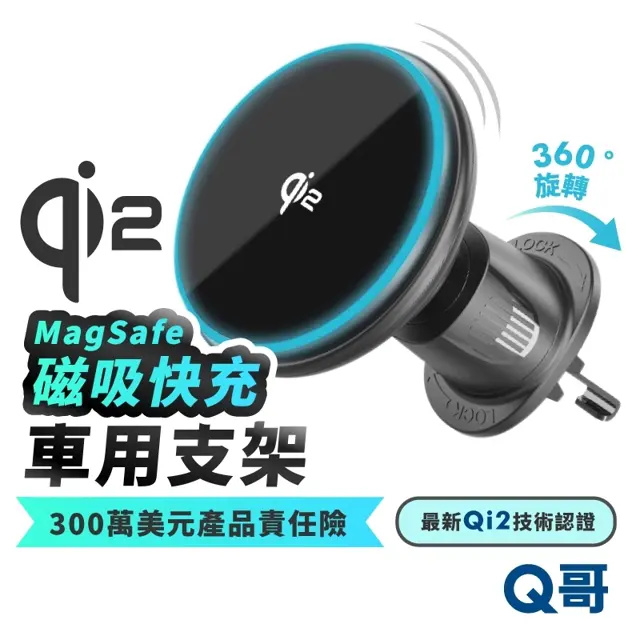 Qi2
Qi2
360°
旋轉
LOCK
LOCK
MagSafe
磁吸快充
車用支架
300萬美元產品責任險
最新Qi2技術認證
Q哥